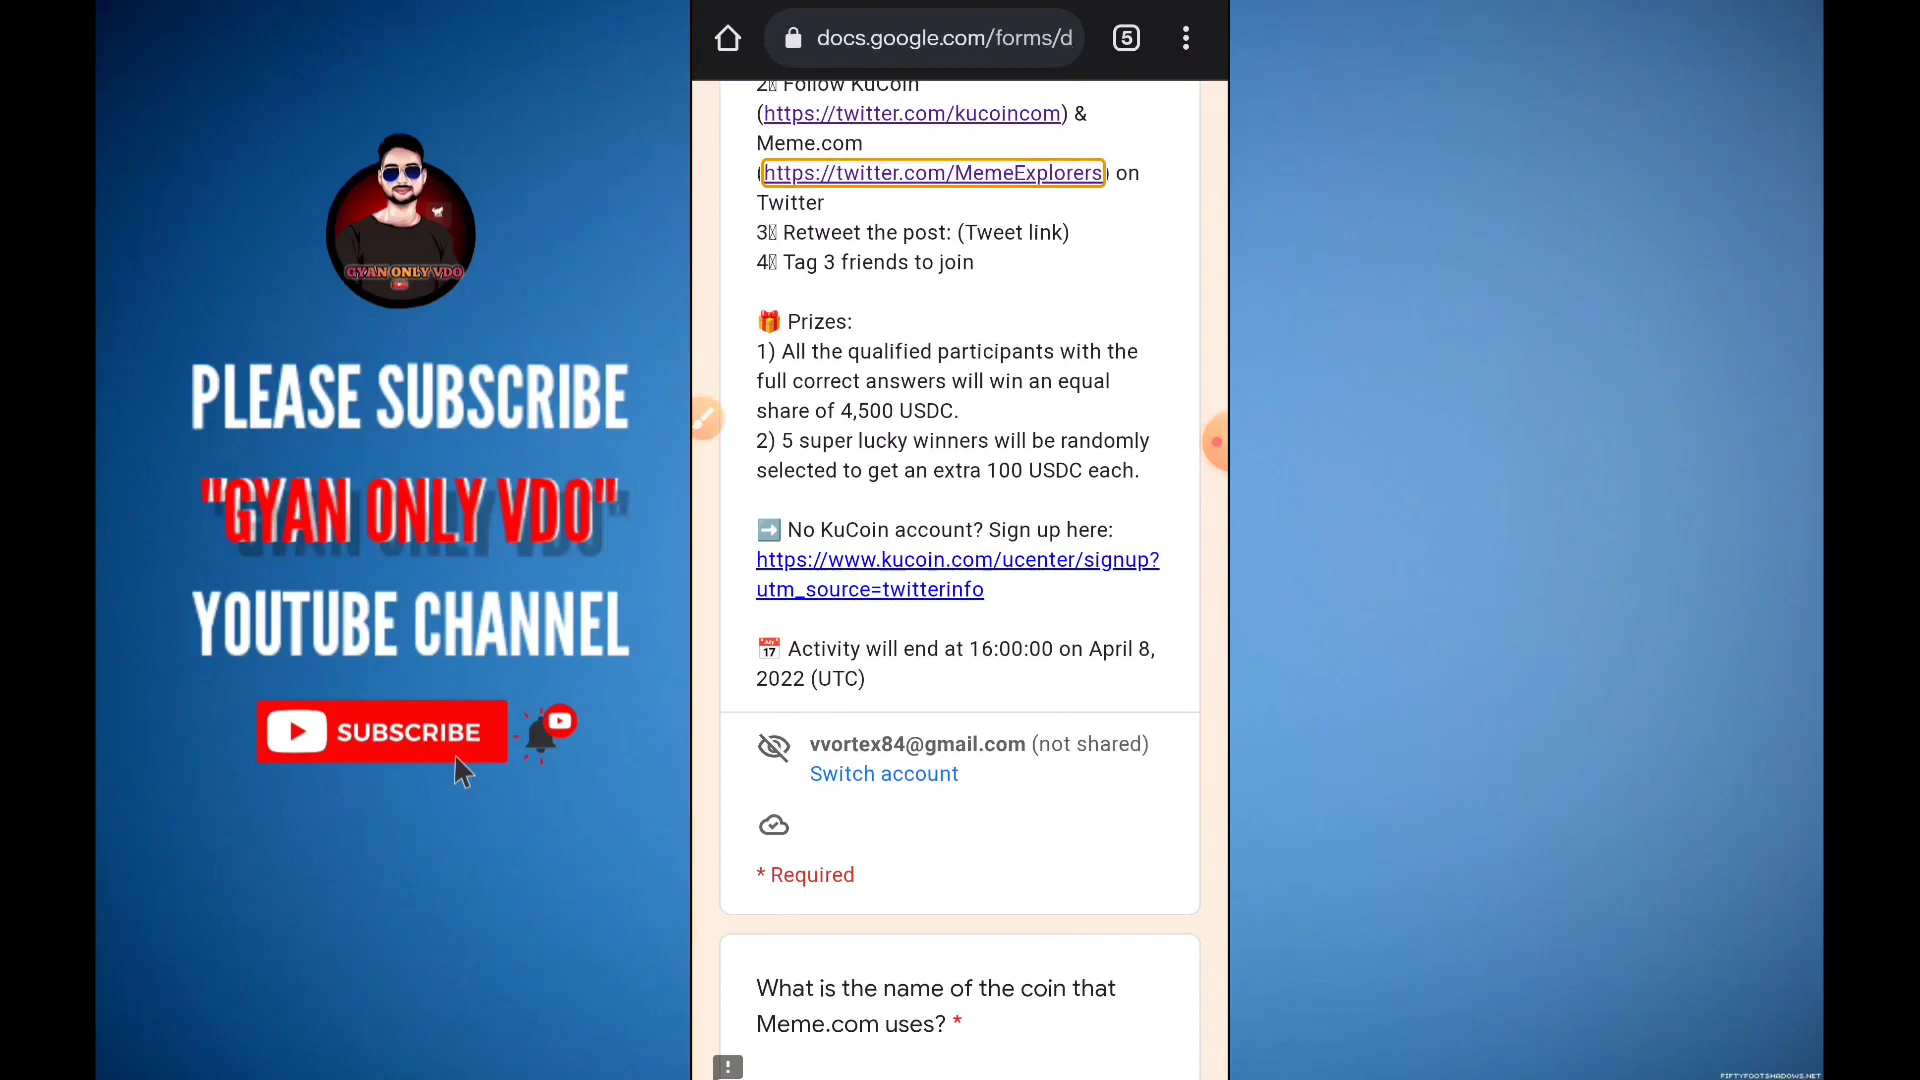 GYAN ONLY VDO
PLEASE SUBSCRIBE
"GYAN ONLY VDO"
YOUTUBE CHANNEL
SUBSCRIBE
docs.google.com/forms/d
5
2 Follow KuCoin
(https://twitter.com/kucoincom) &
Meme.com
(https://twitter.com/MemeExplorers) on
Twitter
3 Retweet the post: (Tweet link)
4 Tag 3 friends to join
🎁 Prizes:
1) All the qualified participants with the
full correct answers will win an equal
share of 4,500 USDC.
2) 5 super lucky winners will be randomly
selected to get an extra 100 USDC each.
➡️ No KuCoin account? Sign up here:
https://www.kucoin.com/ucenter/signup?
utm_source=twitterinfo
📅 Activity will end at 16:00:00 on April 8,
2022 (UTC)
vvortex84@gmail.com (not shared)
Switch account
* Required
What is the name of the coin that
Meme.com uses? *
FIFTYFOOTSHADOWS.NET